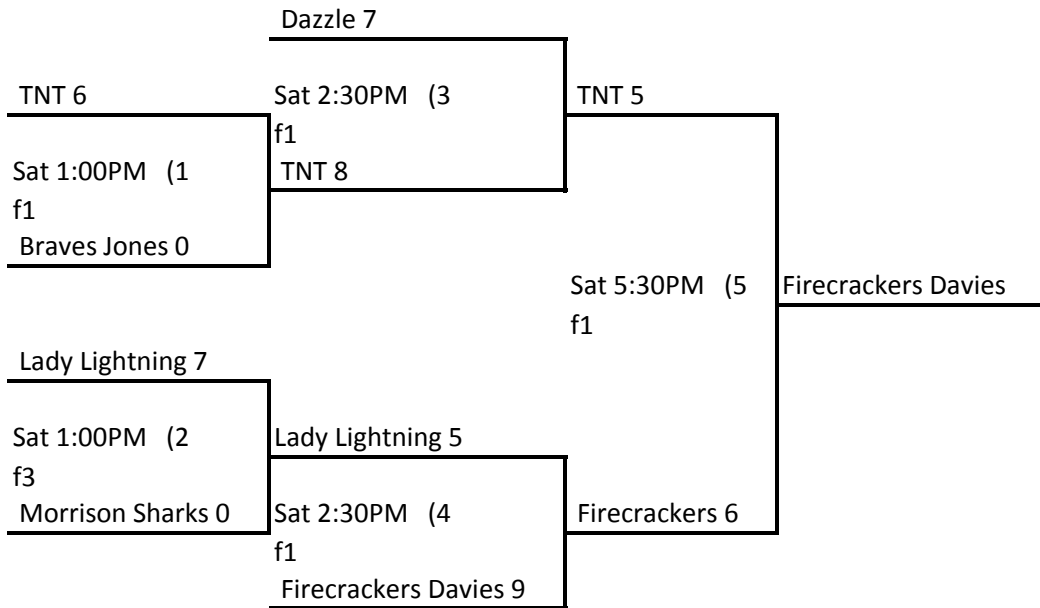 Dazzle 7
TNT 6
Sat 2:30PM (3
f1
TNT 5
Sat 1:00PM (1
f1
TNT 8
Braves Jones 0
Sat 5:30PM (5
f1
Firecrackers Davies
Lady Lightning 7
Sat 1:00PM (2
f3
Lady Lightning 5
Morrison Sharks 0
Sat 2:30PM (4
f1
Firecrackers 6
Firecrackers Davies 9